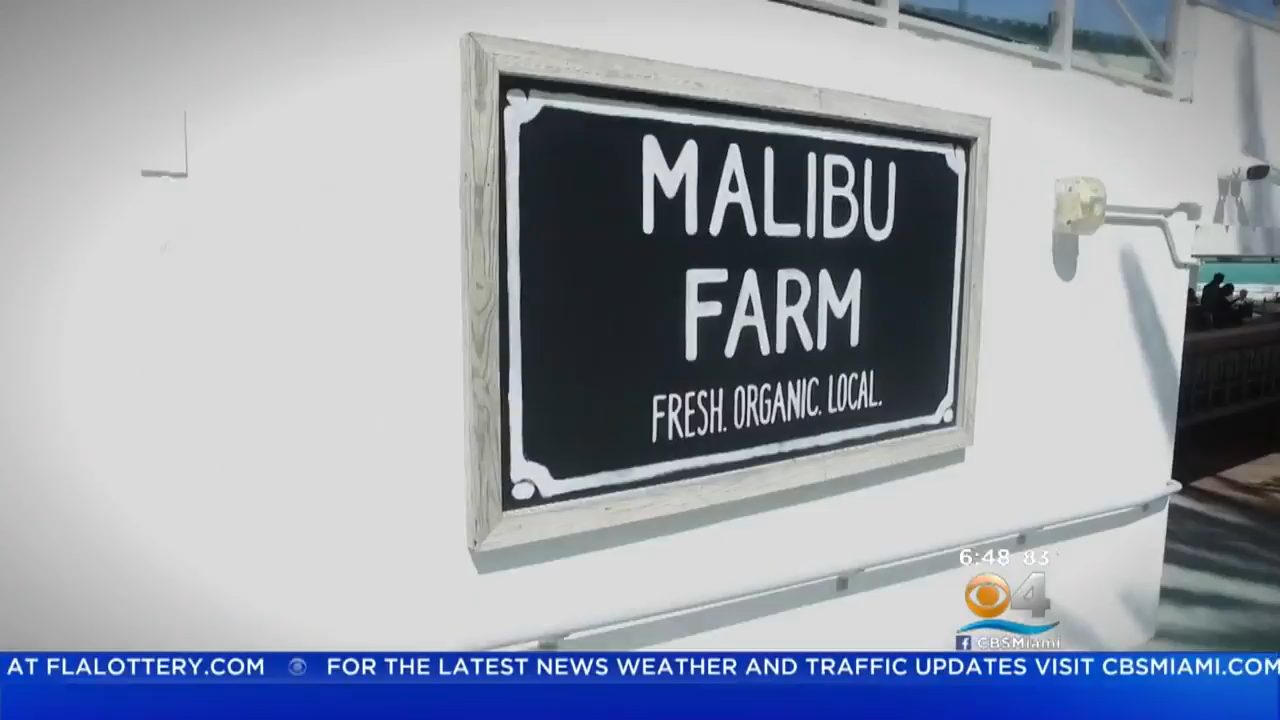 MALIBU
FARM
FRESH. ORGANIC. LOCAL.
6:48 83°
4
CBSMiami
AT FLALOTTERY.COM FOR THE LATEST NEWS WEATHER AND TRAFFIC UPDATES VISIT CBSMIAMI.COM